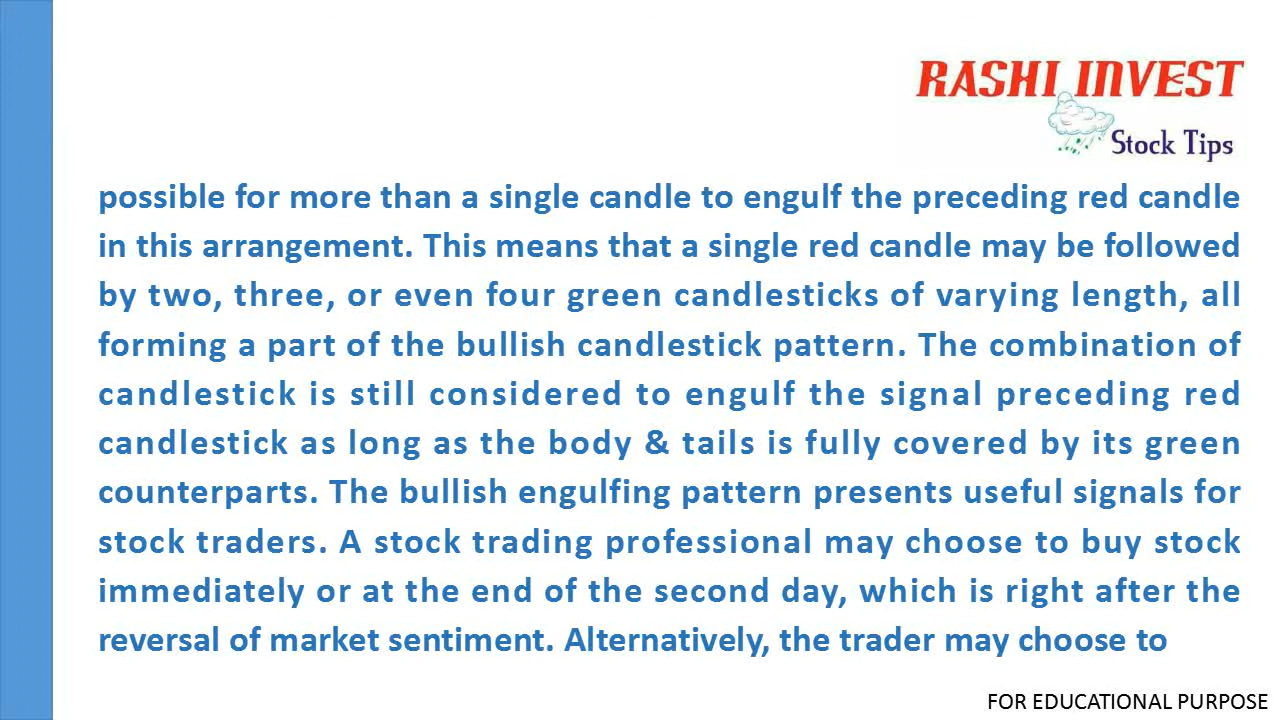 RASHI INVEST
Stock Tips
possible for more than a single candle to engulf the preceding red candle
in this arrangement. This means that a single red candle may be followed
by two, three, or even four green candlesticks of varying length, all
forming a part of the bullish candlestick pattern. The combination of
candlestick is still considered to engulf the signal preceding red
candlestick as long as the body & tails is fully covered by its green
counterparts. The bullish engulfing pattern presents useful signals for
stock traders. A stock trading professional may choose to buy stock
immediately or at the end of the second day, which is right after the
reversal of market sentiment. Alternatively, the trader may choose to
FOR EDUCATIONAL PURPOSE